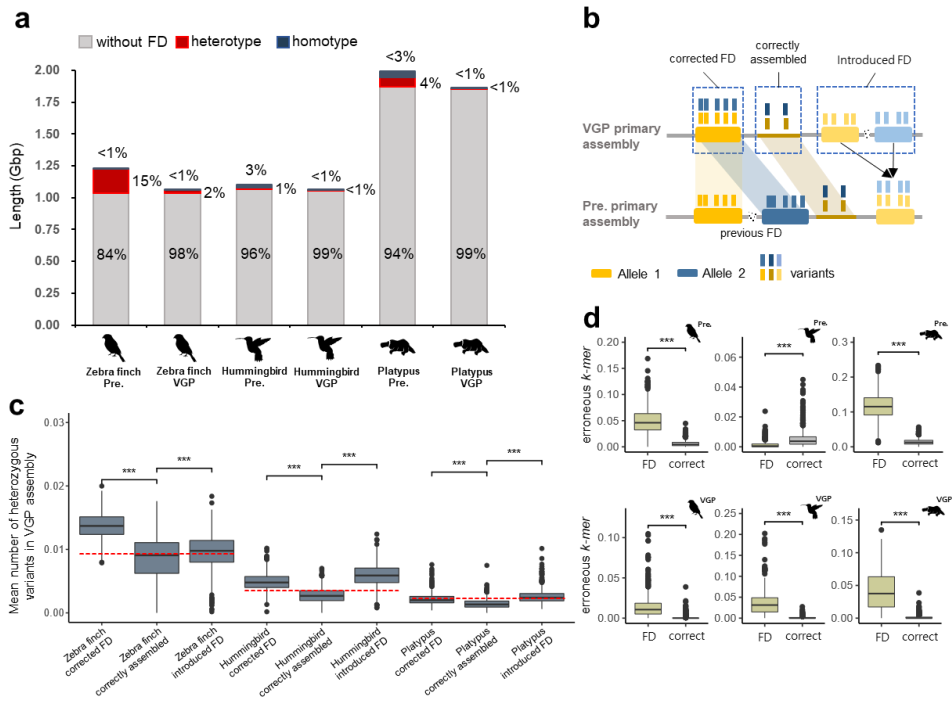 a
without FD
heterotype
homotype
Length (Gbp)
2.00
1.75
1.50
1.25
1.00
0.75
0.50
0.25
0.00
<1%
15%
84%
<1%
2%
98%
3%
1%
96%
<1%
<1%
99%
<3%
4%
94%
<1%
<1%
99%
Zebra finch
Pre.
Zebra finch
VGP
Hummingbird
Pre.
Hummingbird
VGP
Platypus
Pre.
Platypus
VGP
b
corrected FD
correctly
assembled
Introduced FD
VGP primary
assembly
Pre. primary
assembly
previous FD
Allele 1
Allele 2
variants
c
Mean number of heterozygous
variants in VGP assembly
0.03
0.02
0.01
0.00
***
***
***
***
***
***
Zebra finch
corrected FD
Zebra finch
correctly assembled
Zebra finch
introduced FD
Hummingbird
corrected FD
Hummingbird
correctly assembled
Hummingbird
introduced FD
Platypus
corrected FD
Platypus
correctly assembled
Platypus
introduced FD
d
erroneous k-mer
Pre.
***
0.20
0.15
0.10
0.05
0.00
FD
correct
Pre.
***
0.06
0.04
0.02
0.00
FD
correct
Pre.
***
0.3
0.2
0.1
0.0
FD
correct
erroneous k-mer
VGP
***
0.10
0.05
0.00
FD
correct
VGP
***
0.25
0.20
0.15
0.10
0.05
0.00
FD
correct
VGP
***
0.15
0.10
0.05
0.00
FD
correct